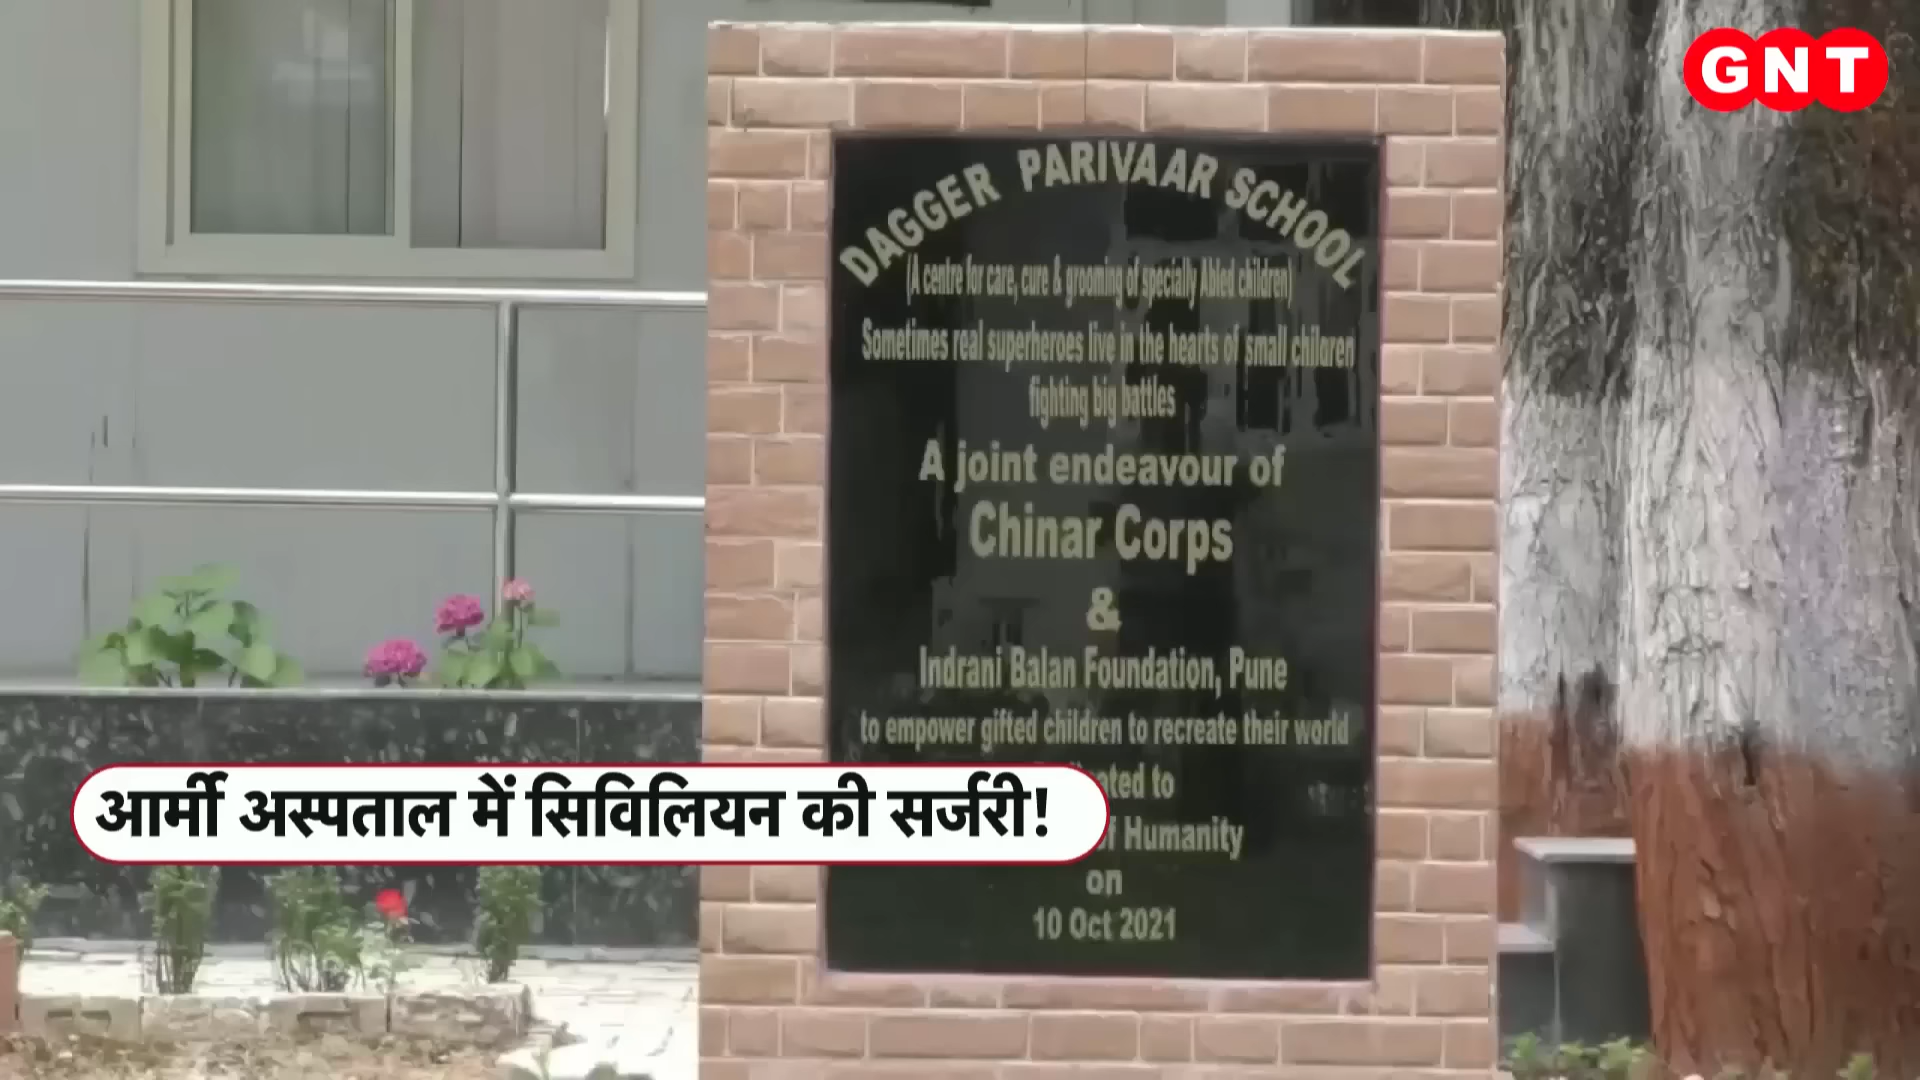 GNT
DAGGER PARIVAAR SCHOOL
(A centre for care, cure & grooming of specially Abled children)
Sometimes real superheroes live in the hearts of small children
fighting big battles
A joint endeavour of
Chinar Corps
&
Indrani Balan Foundation, Pune
to empower gifted children to recreate their world
to
of Humanity
on
10 Oct 2021
आर्मी अस्पताल में सिविलियन की सर्जरी!